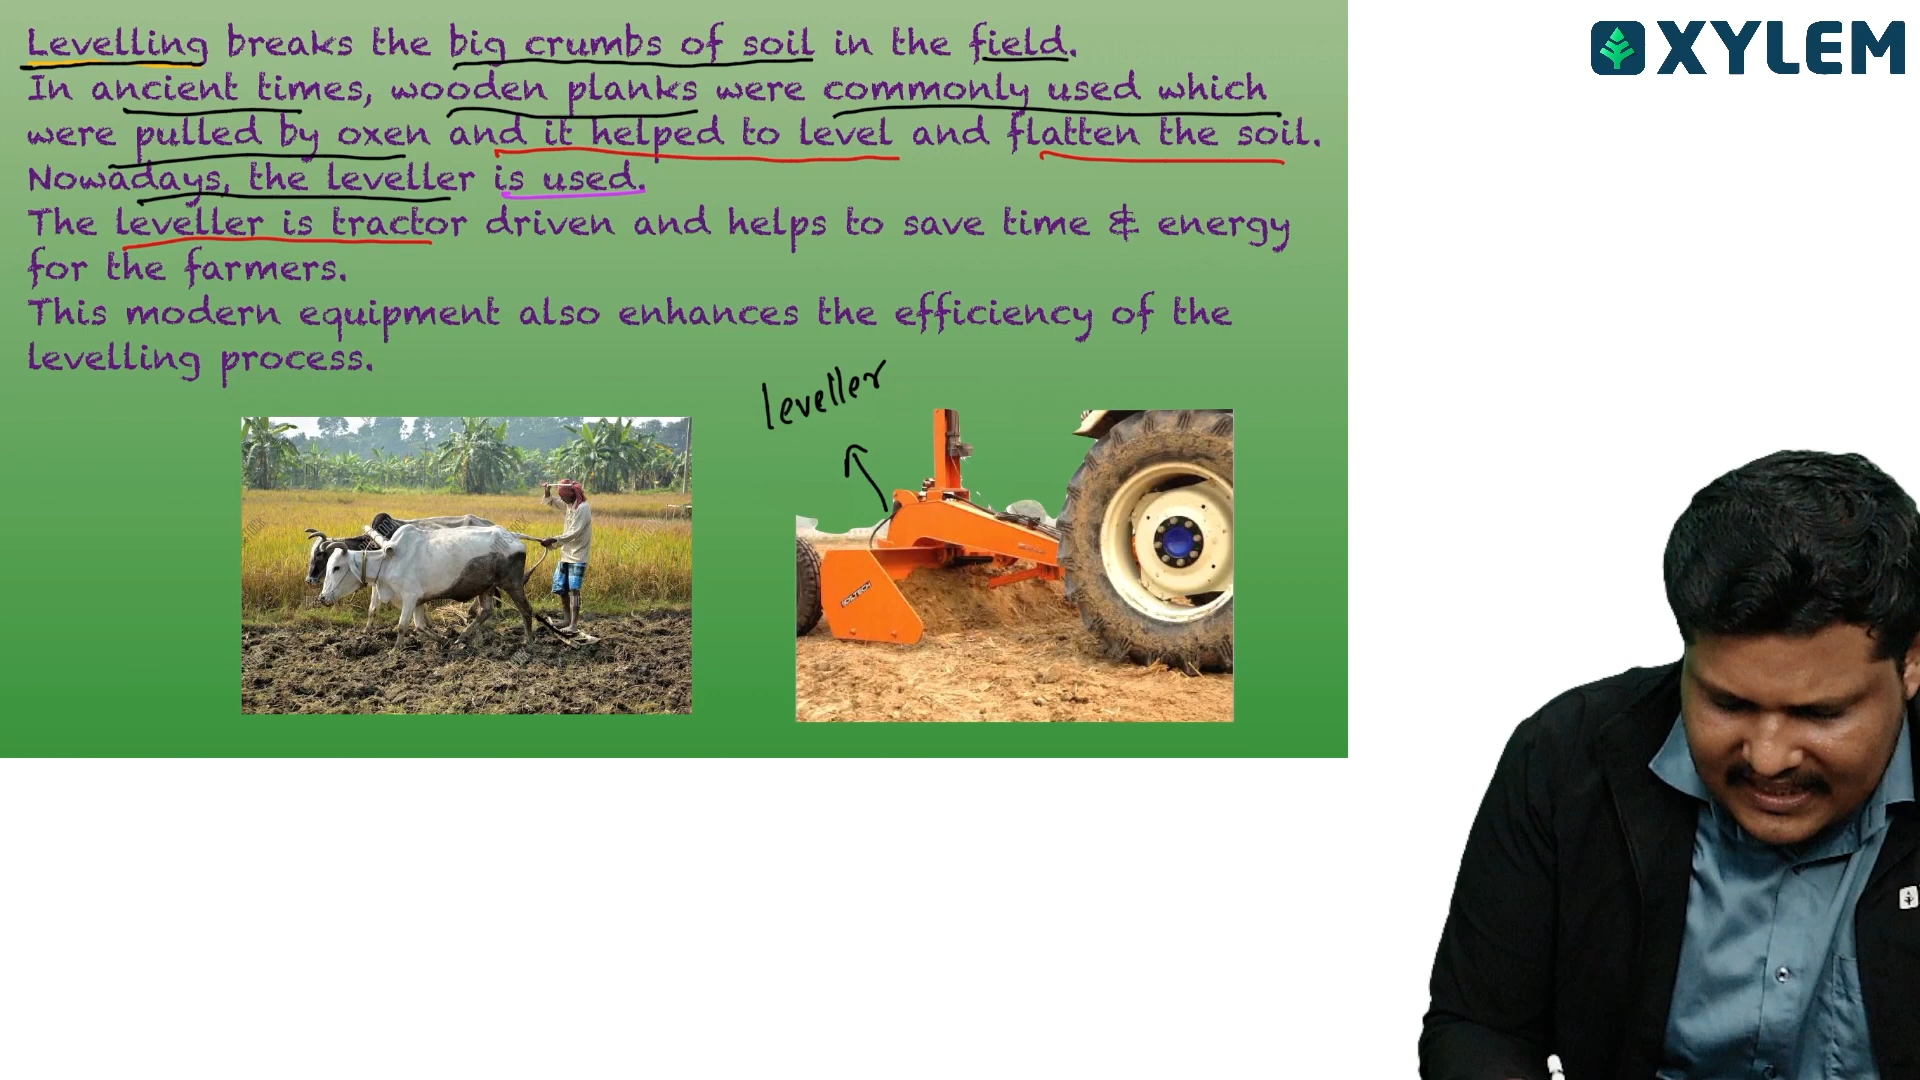 Levelling breaks the big crumbs of soil in the field.
In ancient times, wooden planks were commonly used which
were pulled by oxen and it helped to level and flatten the soil.
Nowadays, the leveller is used.
The leveller is tractor driven and helps to save time & energy
for the farmers.
This modern equipment also enhances the efficiency of the
levelling process.
leveller
XYLEM